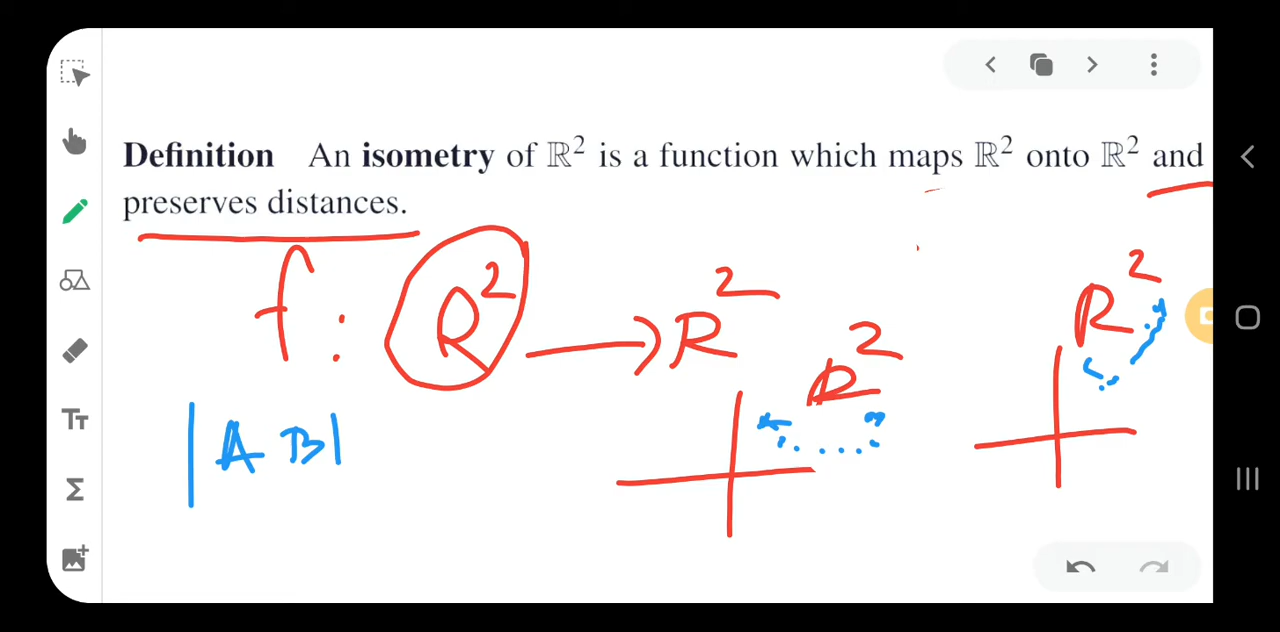 Definition An isometry of ℝ² is a function which maps ℝ² onto ℝ² and
preserves distances.
f: R² → R²
R²
R²
|AB|